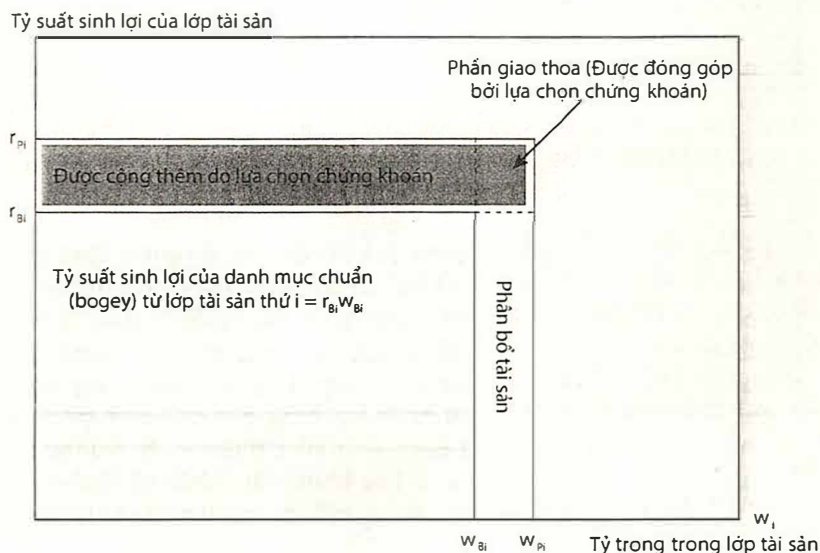 Tỷ suất sinh lợi của lớp tài sản
Phần giao thoa (Được đóng góp
bởi lựa chọn chứng khoán)
r_Pi
Được cộng thêm do lựa chọn chứng khoán
r_Bi
Tỷ suất sinh lợi của danh mục chuẩn
(bogey) từ lớp tài sản thứ i = r_Bi w_Bi
Phân bổ tài sản
w_i
w_Bi w_Pi Tỷ trọng trong lớp tài sản